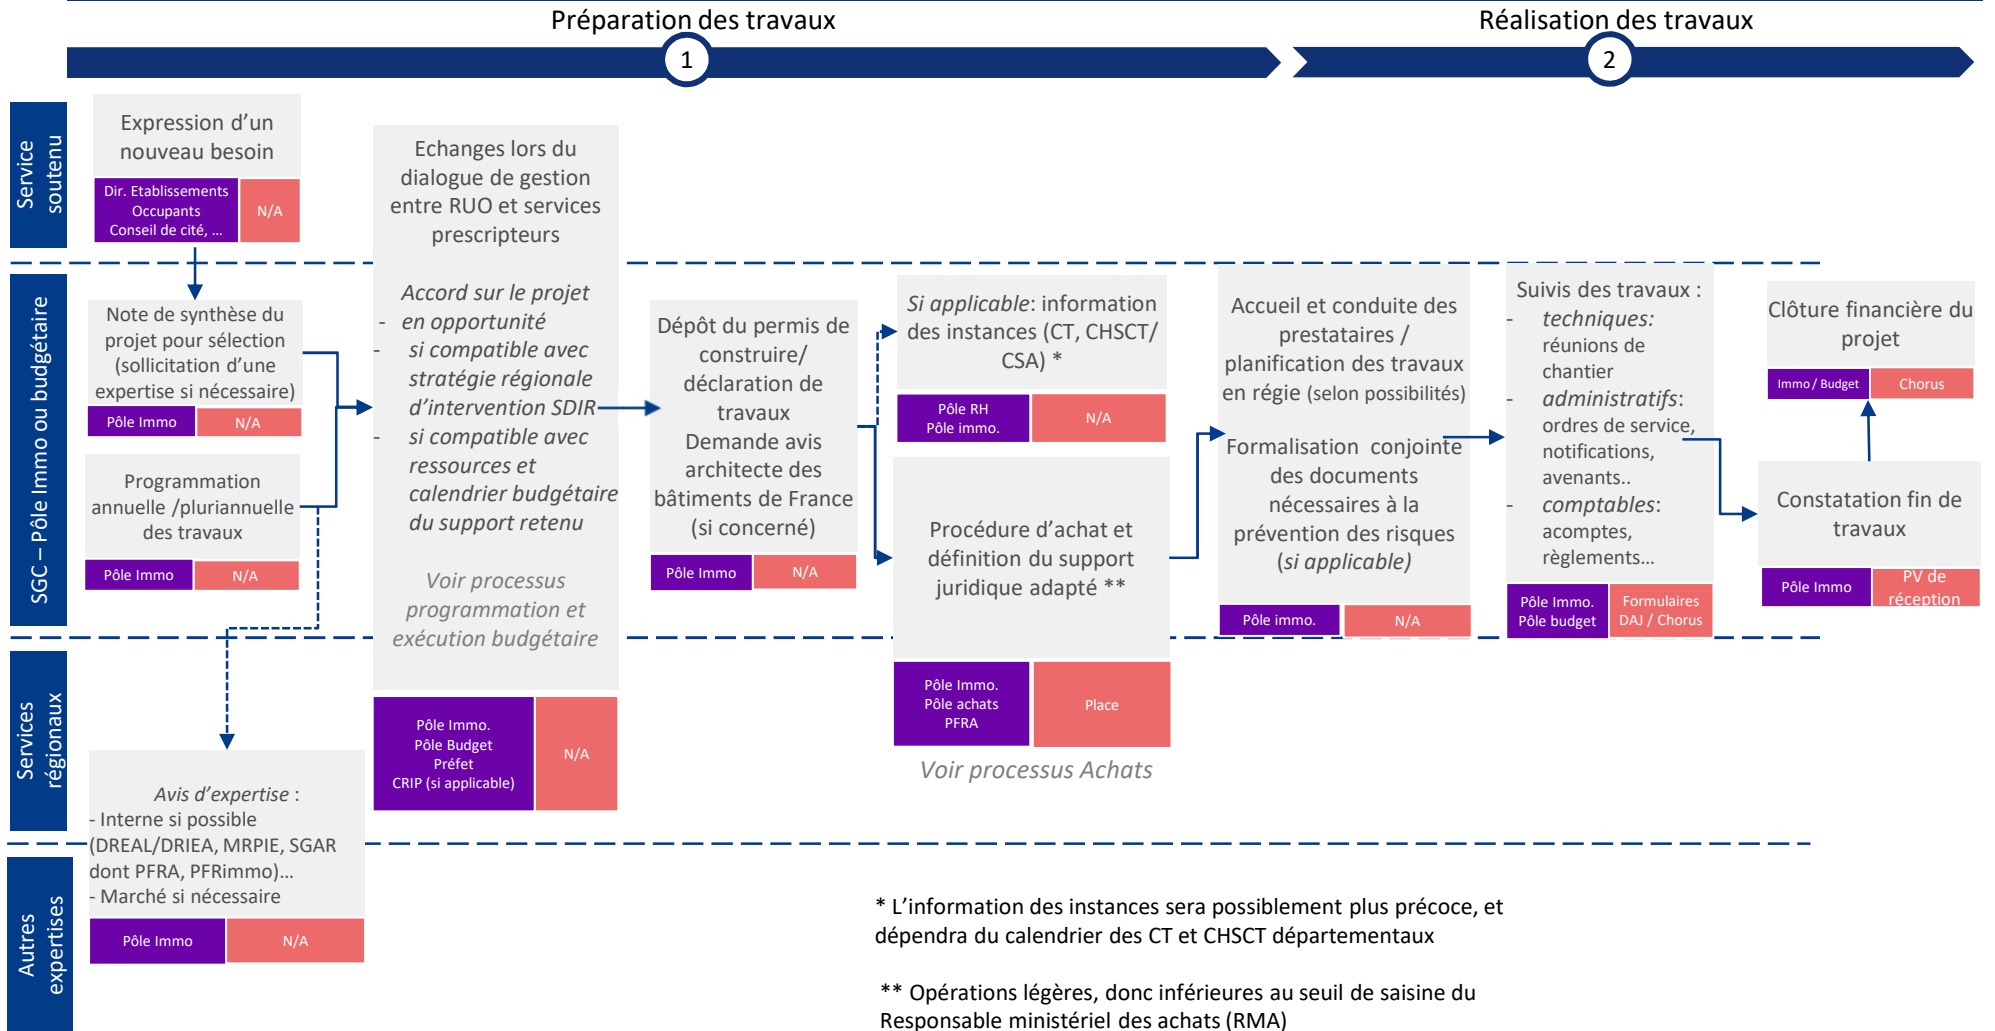 Préparation des travaux
Réalisation des travaux
1
2
Service
soutenu
Expression d’un
nouveau besoin
Dir. Etablissements
Occupants
Conseil de cité, ...
N/A
SGC – Pôle Immo ou budgétaire
Note de synthèse du
projet pour sélection
(sollicitation d’une
expertise si nécessaire)
Pôle Immo
N/A
Programmation
annuelle /pluriannuelle
des travaux
Pôle Immo
N/A
Echanges lors du
dialogue de gestion
entre RUO et services
prescripteurs
Accord sur le projet
- en opportunité
- si compatible avec
stratégie régionale
d’intervention SDIR
- si compatible avec
ressources et
calendrier budgétaire
du support retenu
Voir processus
programmation et
exécution budgétaire
Pôle Immo.
Pôle Budget
Préfet
CRIP (si applicable)
N/A
Dépôt du permis de
construire/
déclaration de
travaux
Demande avis
architecte des
bâtiments de France
(si concerné)
Pôle Immo
N/A
Si applicable: information
des instances (CT, CHSCT/
CSA) *
Pôle RH
Pôle immo.
N/A
Procédure d’achat et
définition du support
juridique adapté **
Pôle Immo.
Pôle achats
PFRA
Place
Voir processus Achats
Accueil et conduite des
prestataires /
planification des travaux
en régie (selon possibilités)
Formalisation conjointe
des documents
nécessaires à la
prévention des risques
(si applicable)
Pôle immo.
N/A
Suivis des travaux :
- techniques:
réunions de
chantier
- administratifs:
ordres de service,
notifications,
avenants..
- comptables:
acomptes,
règlements…
Pôle Immo.
Pôle budget
Formulaires
DAJ / Chorus
Clôture financière du
projet
Immo / Budget
Chorus
Constatation fin de
travaux
Pôle Immo
PV de
réception
Services
régionaux
Avis d’expertise :
- Interne si possible
(DREAL/DRIEA, MRPIE, SGAR
dont PFRA, PFRimmo)…
- Marché si nécessaire
Pôle Immo
N/A
Autres
expertises
* L’information des instances sera possiblement plus précoce, et
dépendra du calendrier des CT et CHSCT départementaux
** Opérations légères, donc inférieures au seuil de saisine du
Responsable ministériel des achats (RMA)